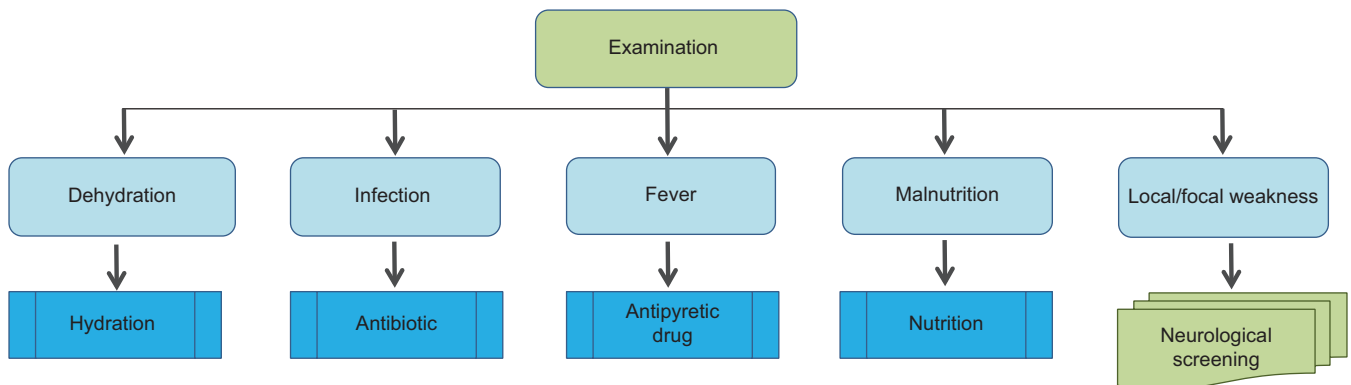 Examination
Dehydration
Infection
Fever
Malnutrition
Local/focal weakness
Hydration
Antibiotic
Antipyretic
drug
Nutrition
Neurological
screening